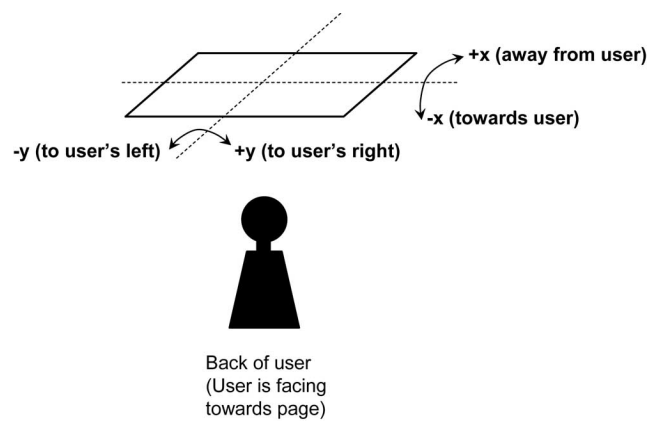 +x (away from user)
-x (towards user)
-y (to user's left)
+y (to user's right)
Back of user
(User is facing
towards page)